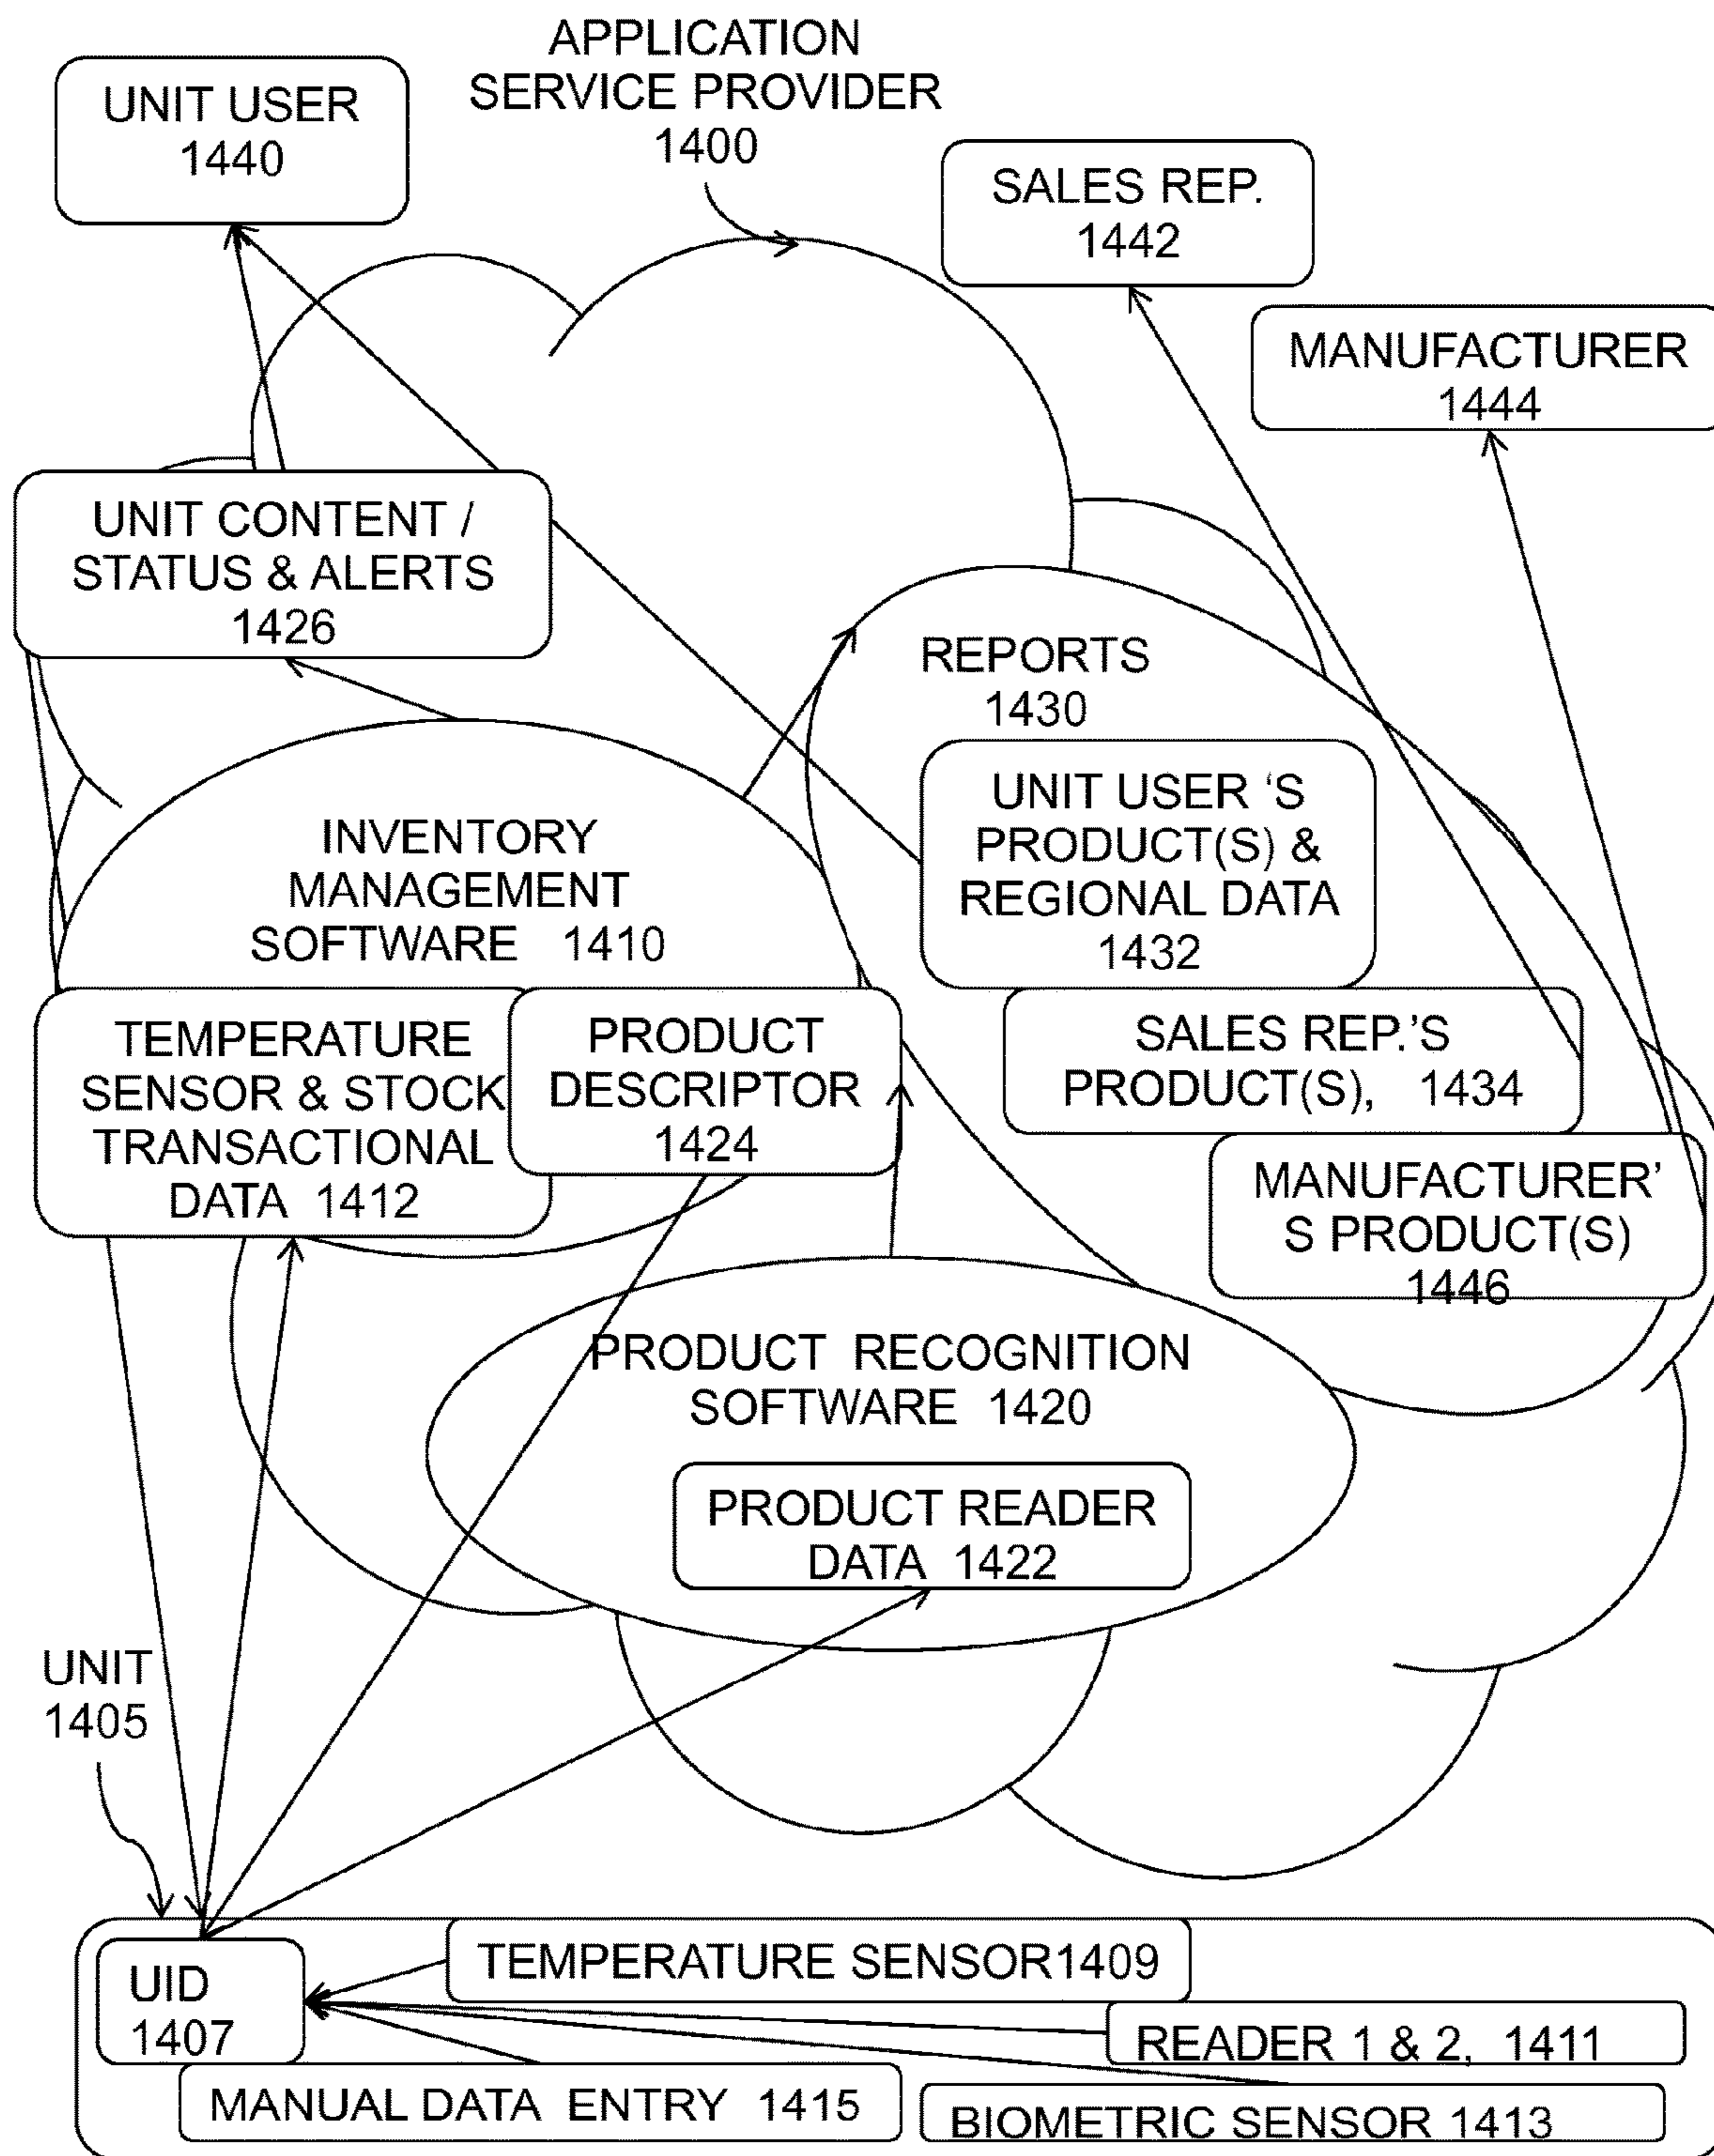 APPLICATION
SERVICE PROVIDER
1400
UNIT USER
1440
SALES REP.
1442
MANUFACTURER
1444
UNIT CONTENT /
STATUS & ALERTS
1426
REPORTS
1430
UNIT USER ‘S
PRODUCT(S) &
REGIONAL DATA
1432
INVENTORY
MANAGEMENT
SOFTWARE 1410
TEMPERATURE
SENSOR & STOCK
TRANSACTIONAL
DATA 1412
PRODUCT
DESCRIPTOR
1424
SALES REP.’S
PRODUCT(S), 1434
MANUFACTURER’
S PRODUCT(S)
1446
PRODUCT RECOGNITION
SOFTWARE 1420
PRODUCT READER
DATA 1422
UNIT
1405
UID
1407
TEMPERATURE SENSOR1409
READER 1 & 2, 1411
MANUAL DATA ENTRY 1415
BIOMETRIC SENSOR 1413